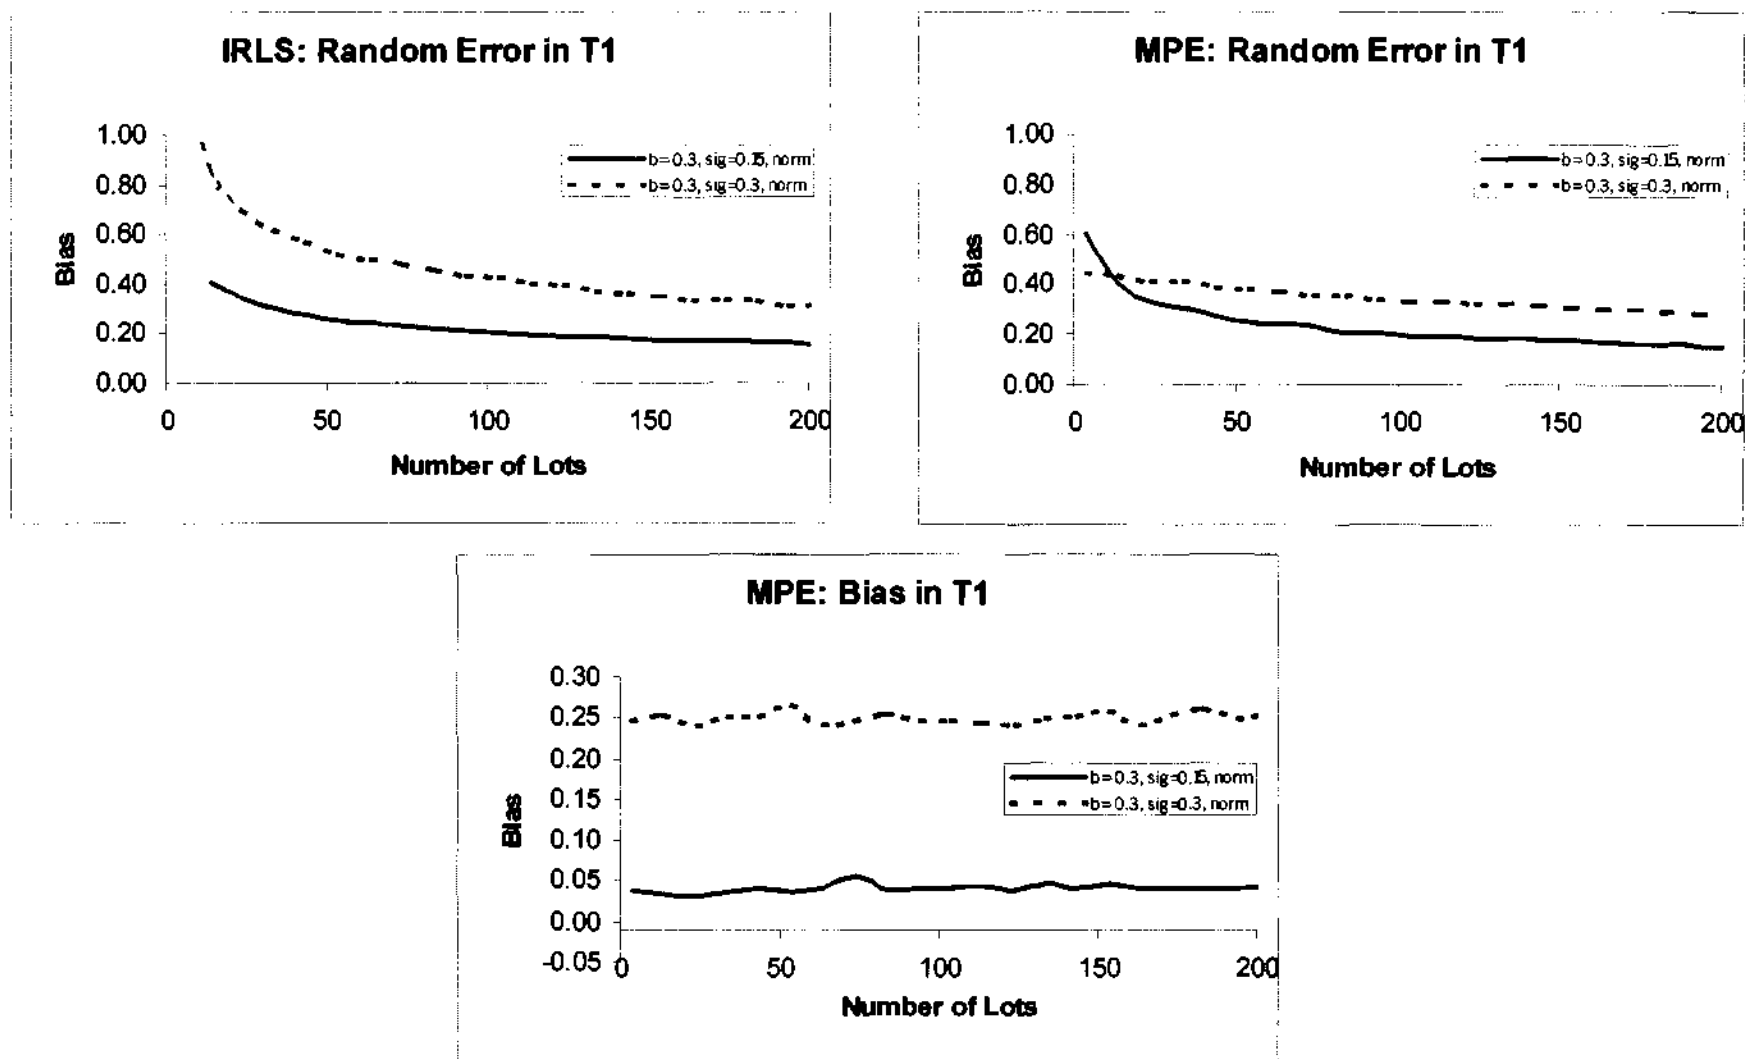 IRLS: Random Error in T1
1.00
0.80
0.60
0.40
0.20
0.00
Bias
b=0.3, sig=0.15, norm
b=0.3, sig=0.3, norm
0 50 100 150 200
Number of Lots
MPE: Random Error in T1
1.00
0.80
0.60
0.40
0.20
0.00
Bias
b=0.3, sig=0.15, norm
b=0.3, sig=0.3, norm
0 50 100 150 200
Number of Lots
MPE: Bias in T1
0.30
0.25
0.20
0.15
0.10
0.05
0.00
-0.05
Bias
b=0.3, sig=0.15, norm
b=0.3, sig=0.3, norm
0 50 100 150 200
Number of Lots